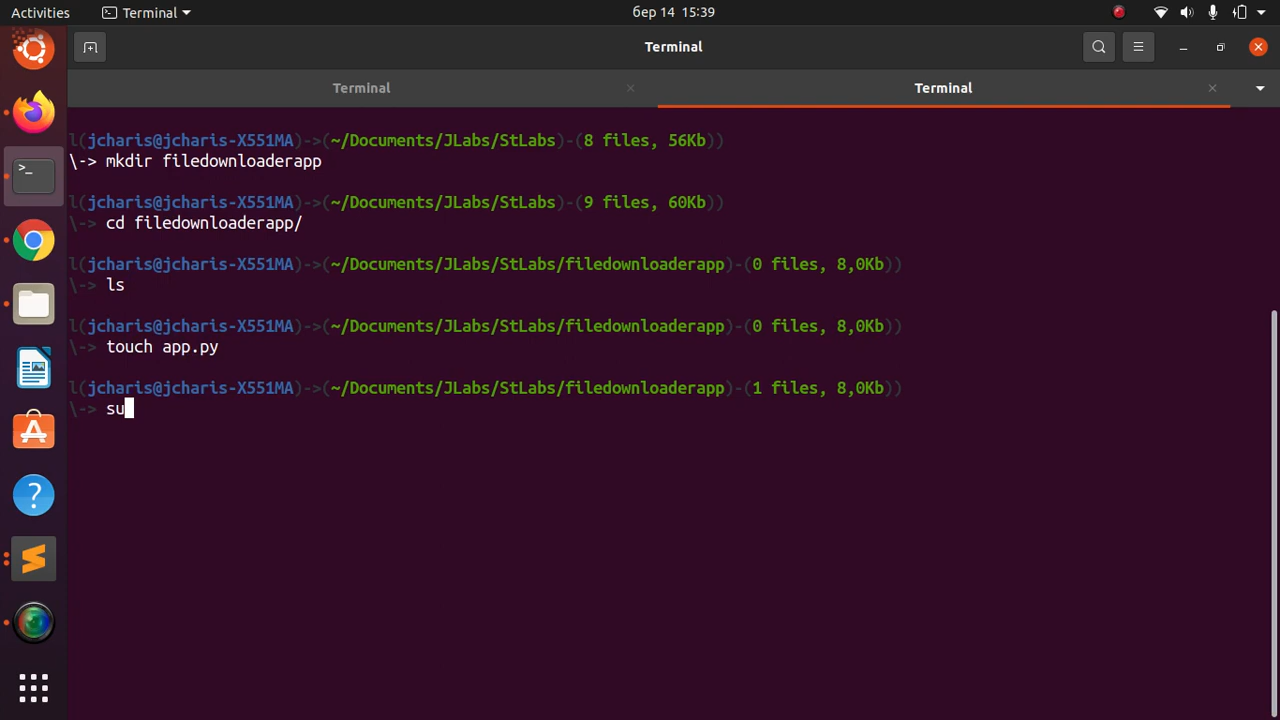 Activities
Terminal
бер 14 15:39
Terminal
Terminal
Terminal
l(jcharis@jcharis-X551MA)->(~/Documents/JLabs/StLabs)-(8 files, 56Kb))
\-> mkdir filedownloaderapp
l(jcharis@jcharis-X551MA)->(~/Documents/JLabs/StLabs)-(9 files, 60Kb))
\-> cd filedownloaderapp/
l(jcharis@jcharis-X551MA)->(~/Documents/JLabs/StLabs/filedownloaderapp)-(0 files, 8,0Kb))
\-> ls
l(jcharis@jcharis-X551MA)->(~/Documents/JLabs/StLabs/filedownloaderapp)-(0 files, 8,0Kb))
\-> touch app.py
l(jcharis@jcharis-X551MA)->(~/Documents/JLabs/StLabs/filedownloaderapp)-(1 files, 8,0Kb))
\-> su